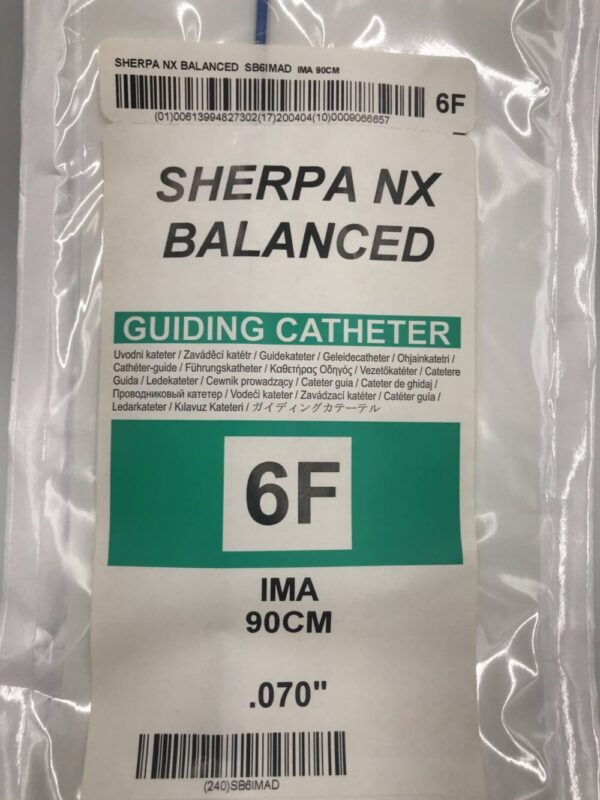 SHERPA NX BALANCED SB6IMAD IMA 90CM
6F
(01)00613994827302(17)200404(10)0009066657
SHERPA NX
BALANCED
GUIDING CATHETER
Uvodni kateter / Zaváděcí katétr / Guidekateter / Geleidecatheter / Ohjainkatetri /
Cathéter-guide / Führungskatheter / Καθετήρας Οδηγός / Vezetőkatéter / Catetere
Guida / Ledekateter / Cewnik prowadzący / Cateter guia / Cateter de ghidaj /
Проводниковый катетер / Vodeći kateter / Zavádzací katéter / Catéter guía /
Ledarkateter / Kılavuz Kateteri / ガイディングカテーテル
6F
IMA
90CM
.070"
(240)SB6IMAD